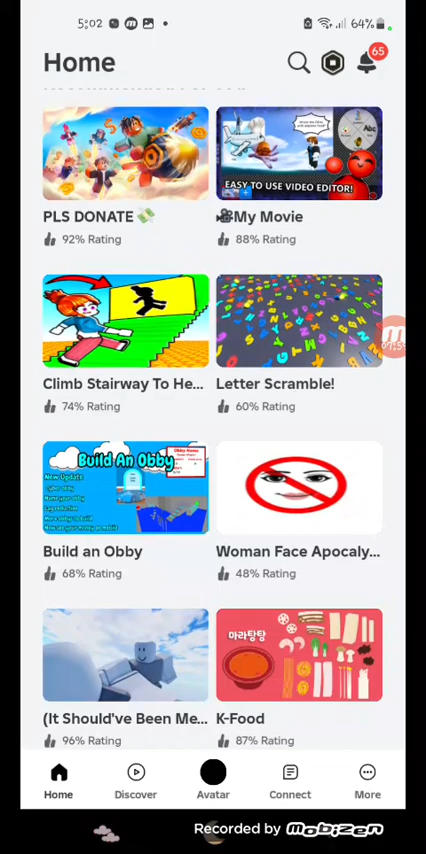 5:02
64%
Home
65
EASY TO USE VIDEO EDITOR!
PLS DONATE 💸
🎥My Movie
92% Rating
88% Rating
Climb Stairway To He...
Letter Scramble!
74% Rating
60% Rating
Build An Obby
New Update
Build an Obby
Woman Face Apocaly...
68% Rating
48% Rating
마라탕탕
(It Should've Been Me...
K-Food
96% Rating
87% Rating
Home
Discover
Avatar
Connect
More
Recorded by Mobizen